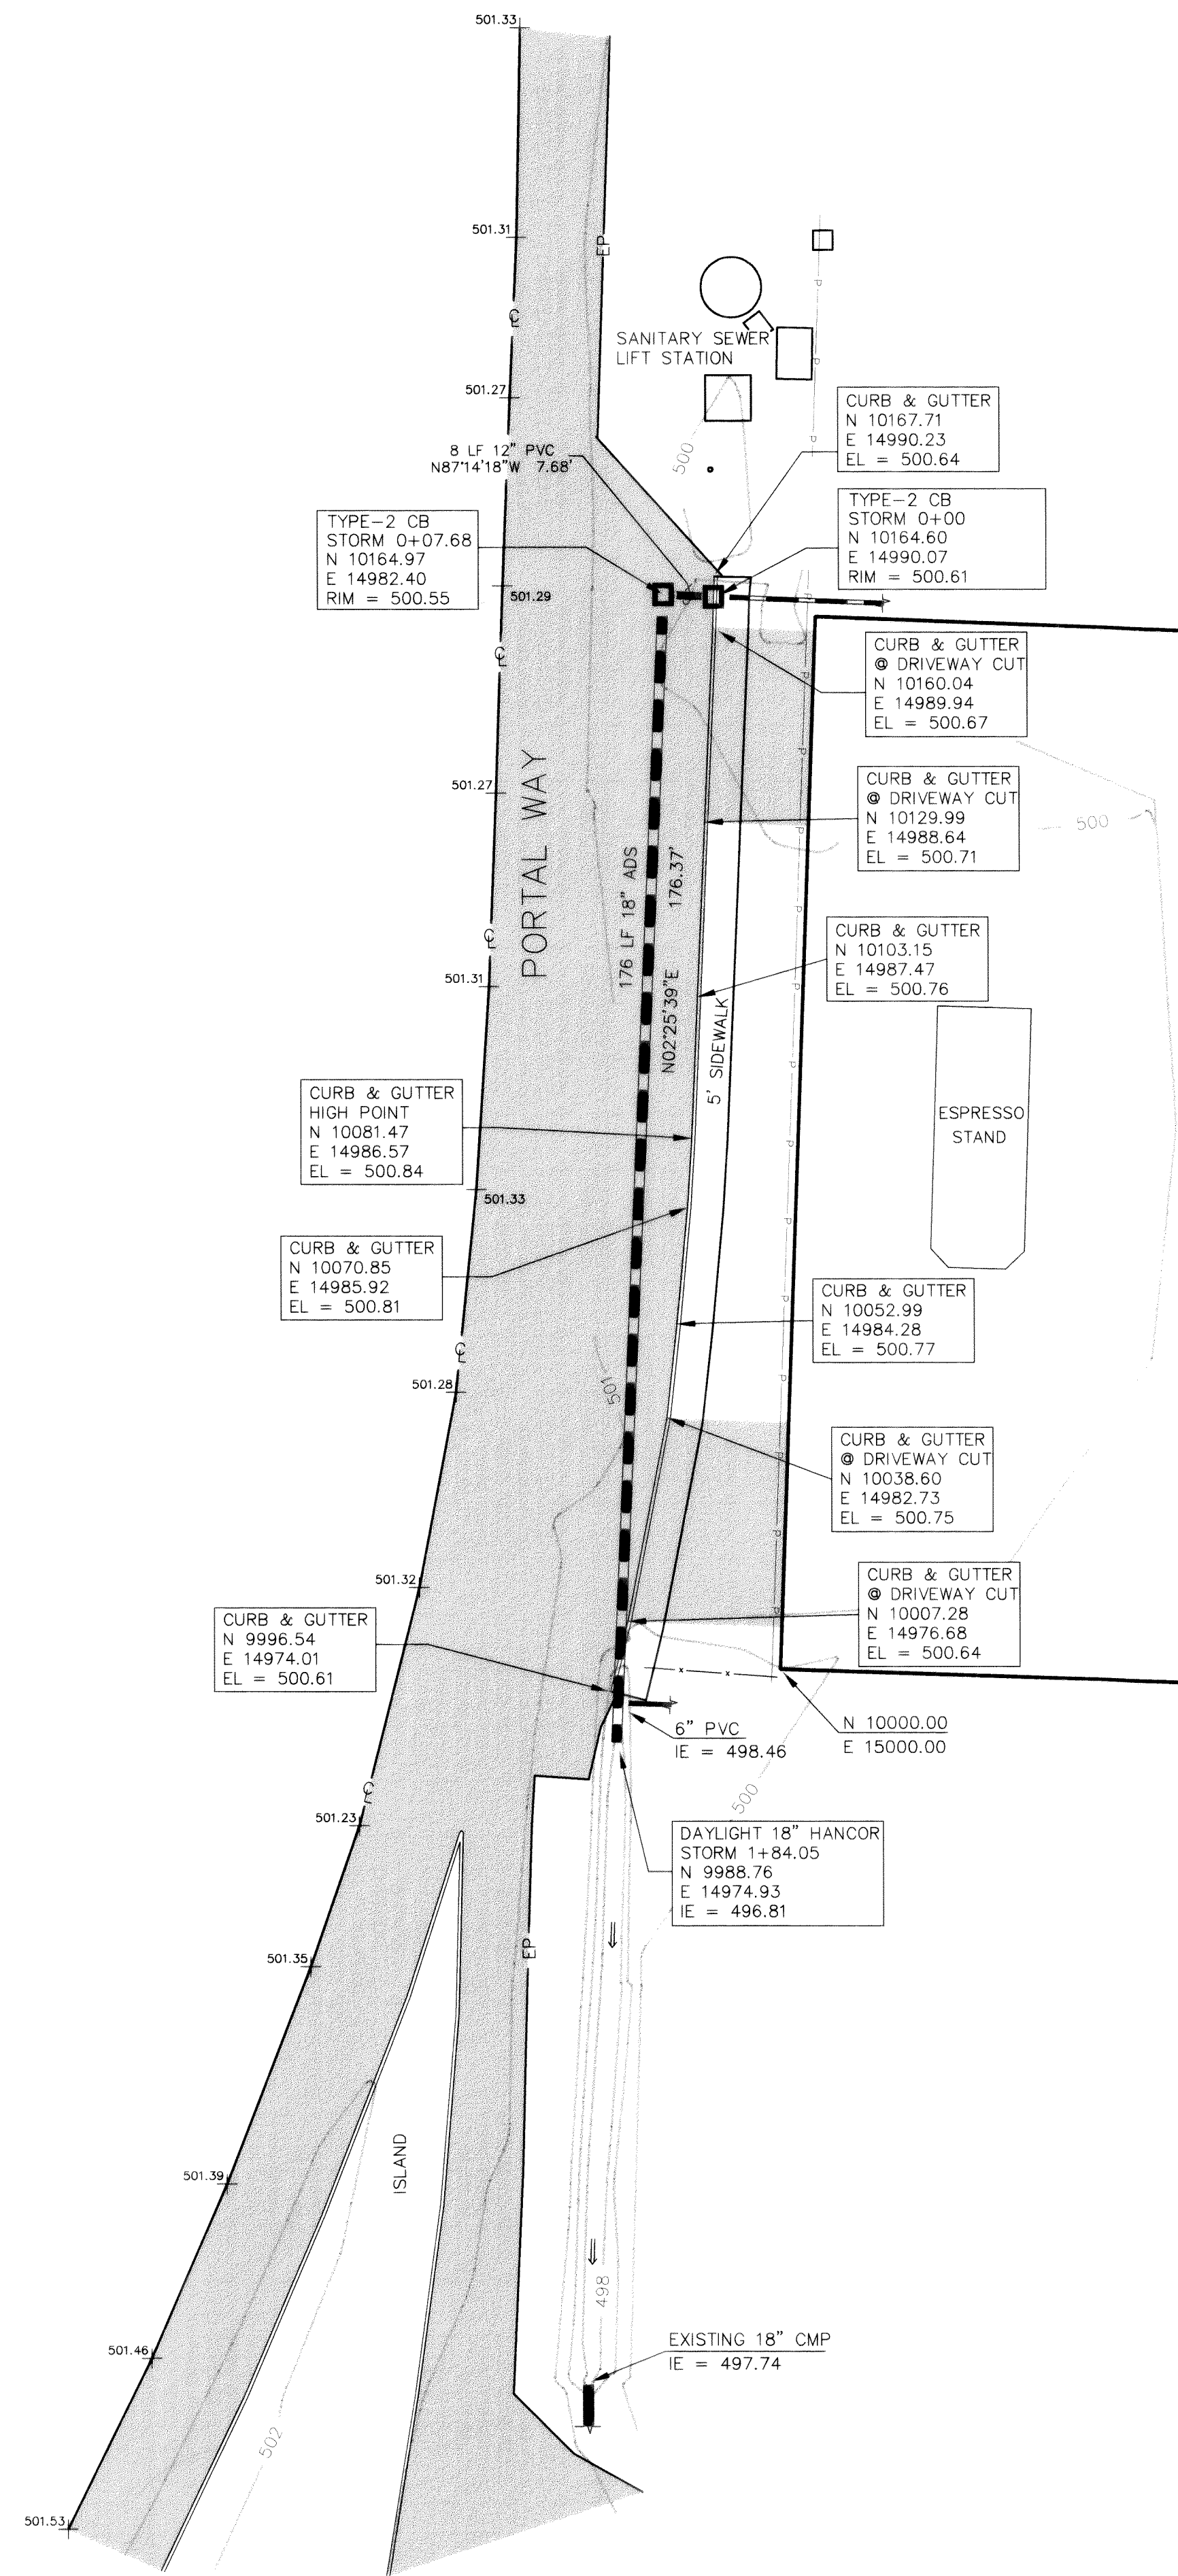 501.33
501.31
EP
℄
SANITARY SEWER
LIFT STATION
501.27
500
CURB & GUTTER
N 10167.71
E 14990.23
EL = 500.64
8 LF 12" PVC
N87°14'18"W 7.68'
TYPE-2 CB
STORM 0+07.68
N 10164.97
E 14982.40
RIM = 500.55
TYPE-2 CB
STORM 0+00
N 10164.60
E 14990.07
RIM = 500.61
501.29
℄
CURB & GUTTER
@ DRIVEWAY CUT
N 10160.04
E 14989.94
EL = 500.67
501.27
PORTAL WAY
CURB & GUTTER
@ DRIVEWAY CUT
N 10129.99
E 14988.64
EL = 500.71
500
176 LF 18" ADS
176.37'
N02°25'39"E
℄
501.31
CURB & GUTTER
N 10103.15
E 14987.47
EL = 500.76
5' SIDEWALK
ESPRESSO
STAND
CURB & GUTTER
HIGH POINT
N 10081.47
E 14986.57
EL = 500.84
501.33
CURB & GUTTER
N 10070.85
E 14985.92
EL = 500.81
CURB & GUTTER
N 10052.99
E 14984.28
EL = 500.77
℄
501.28
501
CURB & GUTTER
@ DRIVEWAY CUT
N 10038.60
E 14982.73
EL = 500.75
501.32
CURB & GUTTER
@ DRIVEWAY CUT
N 10007.28
E 14976.68
EL = 500.64
CURB & GUTTER
N 9996.54
E 14974.01
EL = 500.61
x x
6" PVC
IE = 498.46
N 10000.00
E 15000.00
℄
501.23
500
DAYLIGHT 18" HANCOR
STORM 1+84.05
N 9988.76
E 14974.93
IE = 496.81
EP
501.35
ISLAND
501.39
498
501.46
EXISTING 18" CMP
IE = 497.74
502
501.53
P P P P P P P P P P P P